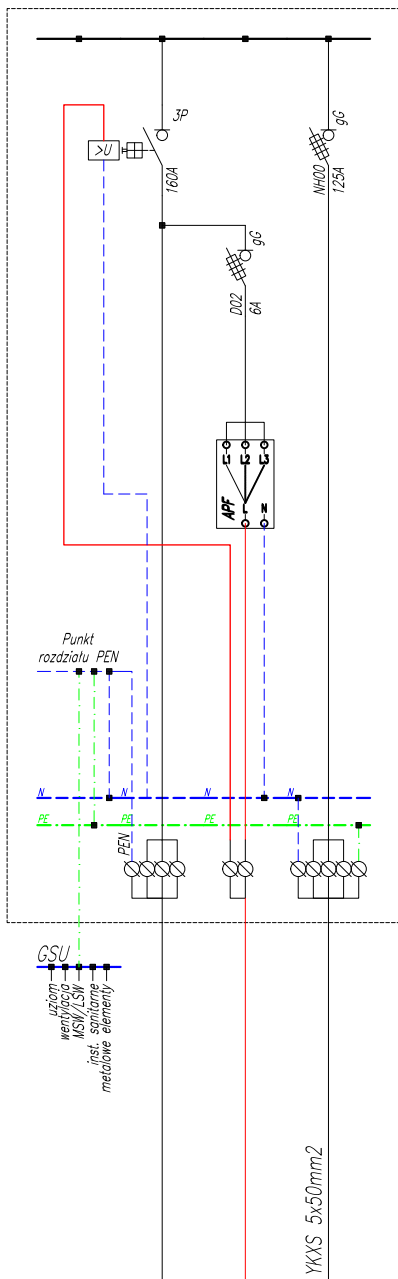 3P
>U
160A
gG
NH00
125A
gG
D02
6A
L1 L2 L3
APF
L N
Punkt
rozdziału PEN
N N N N
PE PE PE PE
PEN
GSU
uziom
wentylacja
MSW/LSW
inst. sanitarne
metalowe elementy
YKXS 5x50mm2